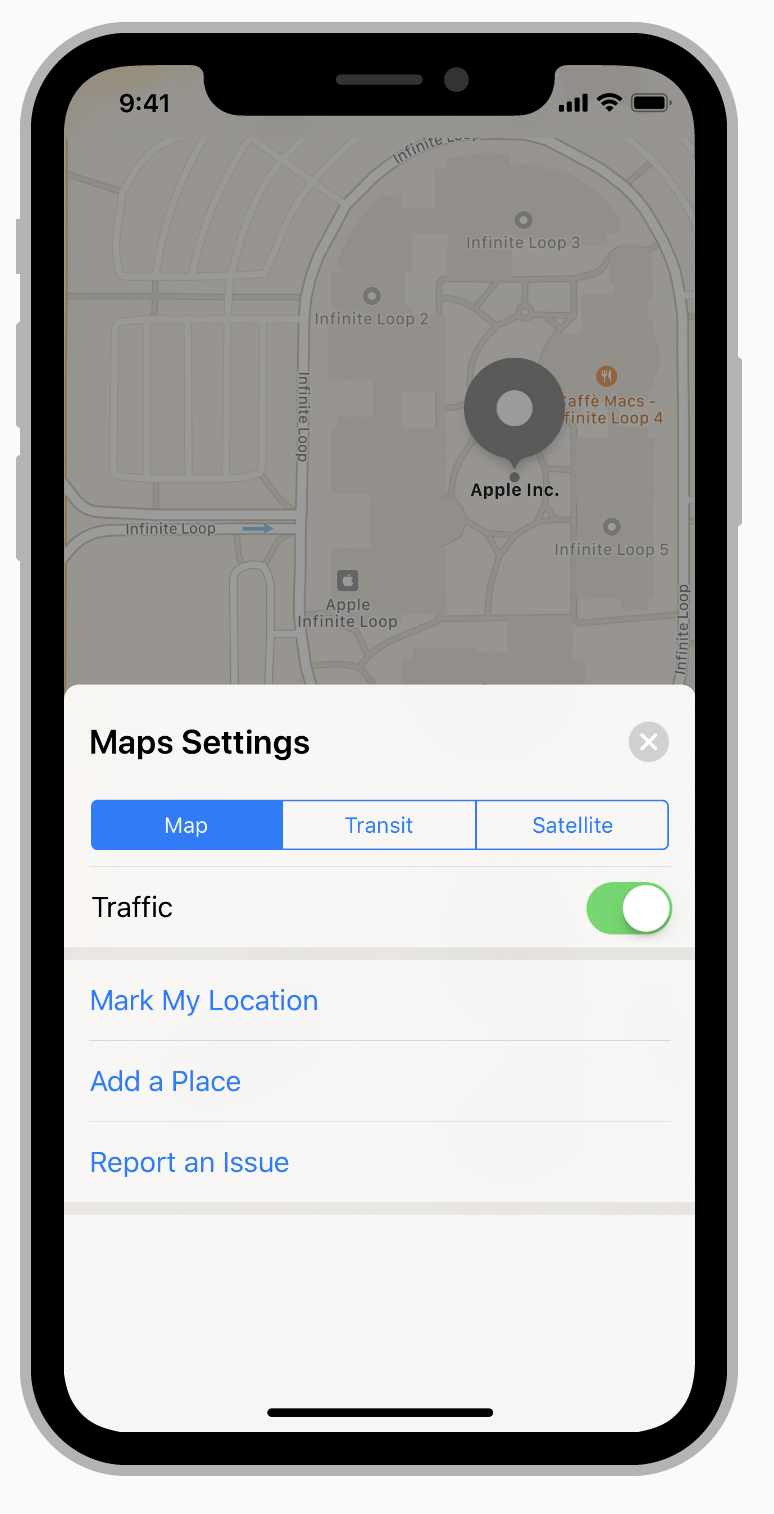 9:41
Infinite Loop
Infinite Loop 3
Infinite Loop 2
Infinite Loop
Caffè Macs -
Infinite Loop 4
Apple Inc.
Infinite Loop
Infinite Loop 5
Apple
Infinite Loop
Infinite Loop
Maps Settings
Map
Transit
Satellite
Traffic
Mark My Location
Add a Place
Report an Issue